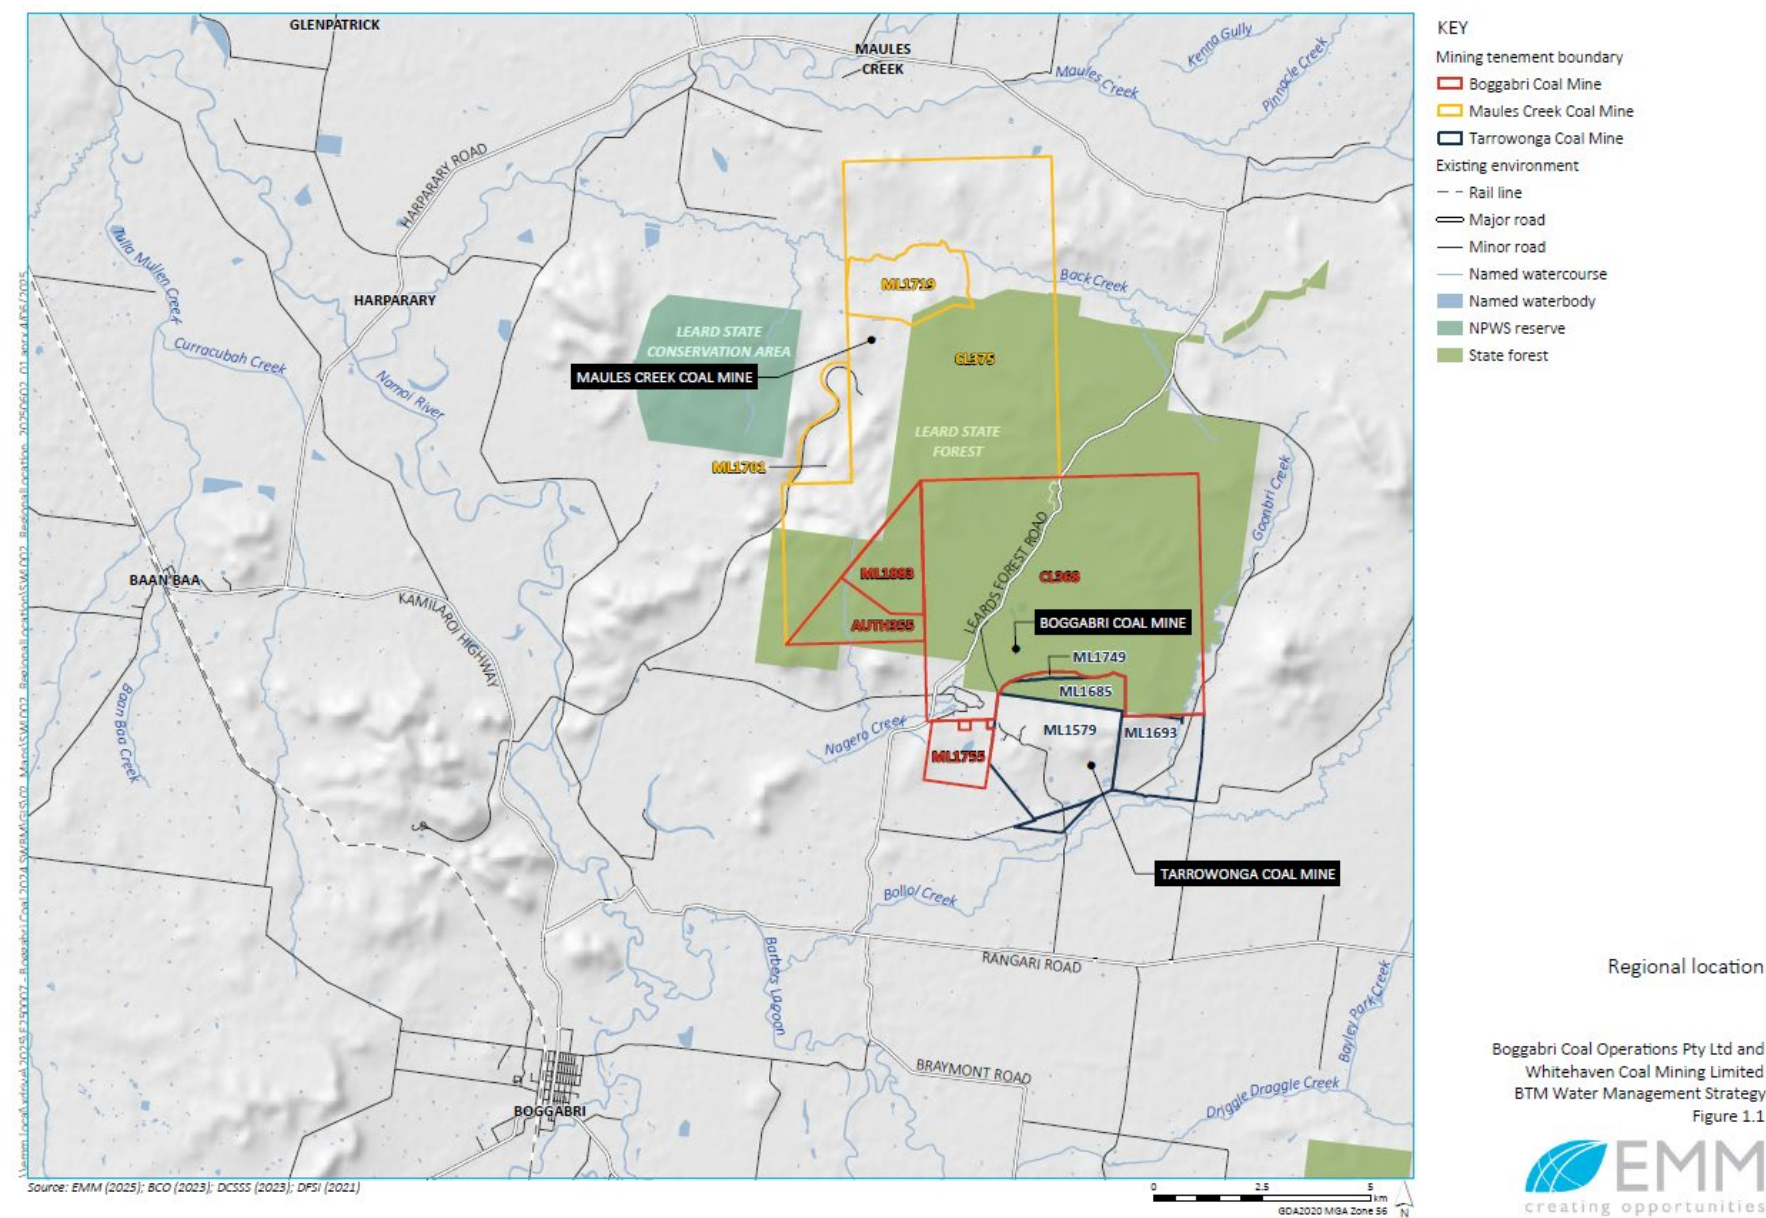 GLENPATRICK
MAULES
CREEK
Kenna Gully
Pinnacle Creek
Maules Creek
HARPARARY ROAD
Tulla Mullen Creek
HARPARARY
Curracubah Creek
Namoi River
LEARD STATE
CONSERVATION AREA
MAULES CREEK COAL MINE
ML1719
Back Creek
CL375
LEARD STATE
FOREST
ML1701
Goonbri Creek
LEARDS FOREST ROAD
BAAN BAA
KAMILAROI HIGHWAY
ML1883
CL368
AUTH355
BOGGABRI COAL MINE
ML1749
ML1685
Baan Baa Creek
Nagero Creek
ML1579
ML1693
ML1755
TARROWONGA COAL MINE
Bollol Creek
Barbers Lagoon
RANGARI ROAD
Bayley Park Creek
BRAYMONT ROAD
Driggle Draggle Creek
BOGGABRI
KEY
Mining tenement boundary
Boggabri Coal Mine
Maules Creek Coal Mine
Tarrowonga Coal Mine
Existing environment
Rail line
Major road
Minor road
Named watercourse
Named waterbody
NPWS reserve
State forest
Regional location
Boggabri Coal Operations Pty Ltd and
Whitehaven Coal Mining Limited
BTM Water Management Strategy
Figure 1.1
EMM
creating opportunities
Source: EMM (2025); BCO (2023); DCSSS (2023); DFSI (2021)
0 2.5 5
km
GDA2020 MGA Zone 56 N